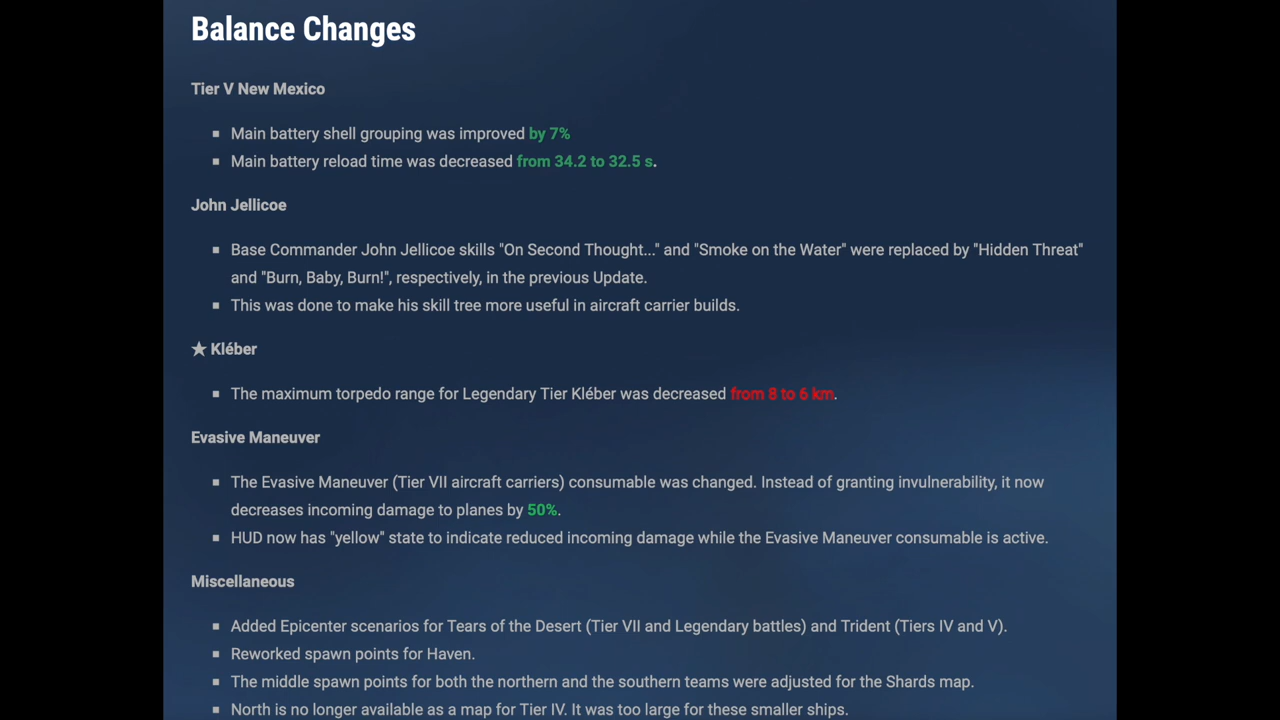 Balance Changes
Tier V New Mexico
▪ Main battery shell grouping was improved by 7%
▪ Main battery reload time was decreased from 34.2 to 32.5 s.
John Jellicoe
▪ Base Commander John Jellicoe skills "On Second Thought..." and "Smoke on the Water" were replaced by "Hidden Threat"
and "Burn, Baby, Burn!", respectively, in the previous Update.
▪ This was done to make his skill tree more useful in aircraft carrier builds.
★ Kléber
▪ The maximum torpedo range for Legendary Tier Kléber was decreased from 8 to 6 km.
Evasive Maneuver
▪ The Evasive Maneuver (Tier VII aircraft carriers) consumable was changed. Instead of granting invulnerability, it now
decreases incoming damage to planes by 50%.
▪ HUD now has "yellow" state to indicate reduced incoming damage while the Evasive Maneuver consumable is active.
Miscellaneous
▪ Added Epicenter scenarios for Tears of the Desert (Tier VII and Legendary battles) and Trident (Tiers IV and V).
▪ Reworked spawn points for Haven.
▪ The middle spawn points for both the northern and the southern teams were adjusted for the Shards map.
▪ North is no longer available as a map for Tier IV. It was too large for these smaller ships.